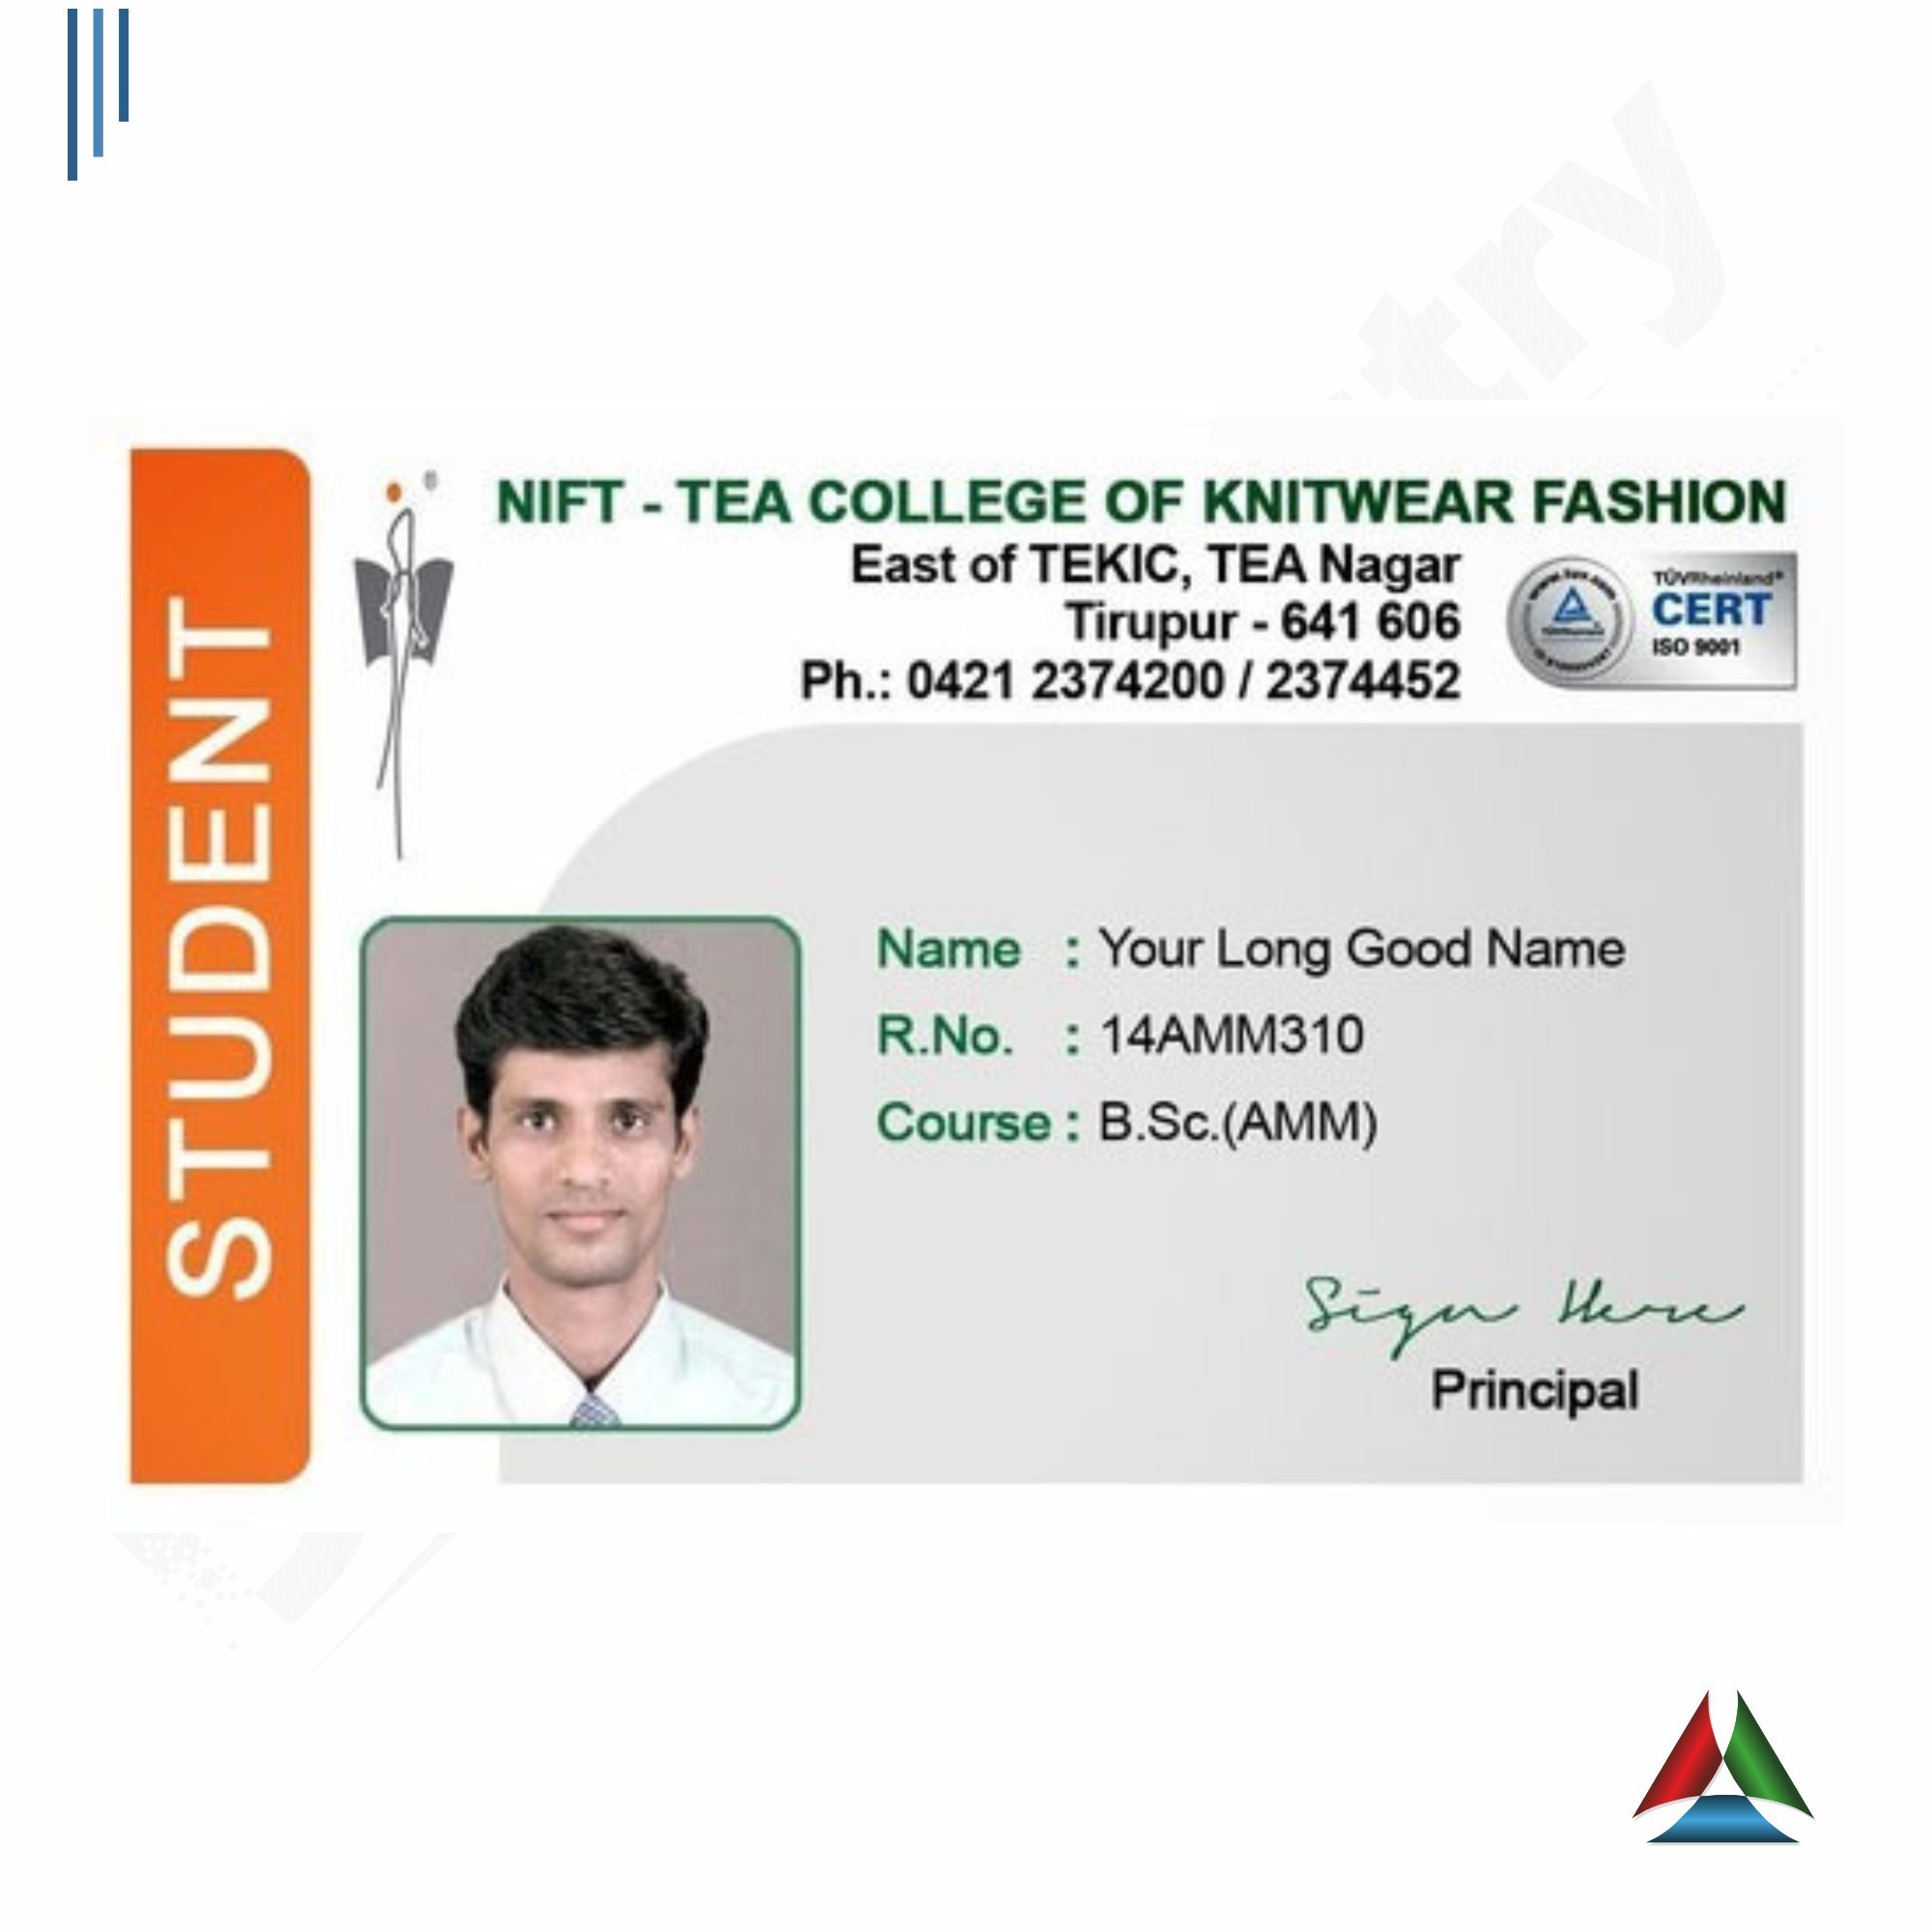 STUDENT
NIFT - TEA COLLEGE OF KNITWEAR FASHION
East of TEKIC, TEA Nagar
Tirupur - 641 606
Ph.: 0421 2374200 / 2374452
TÜVRheinland®
CERT
ISO 9001
Name : Your Long Good Name
R.No. : 14AMM310
Course : B.Sc.(AMM)
Sign Here
Principal